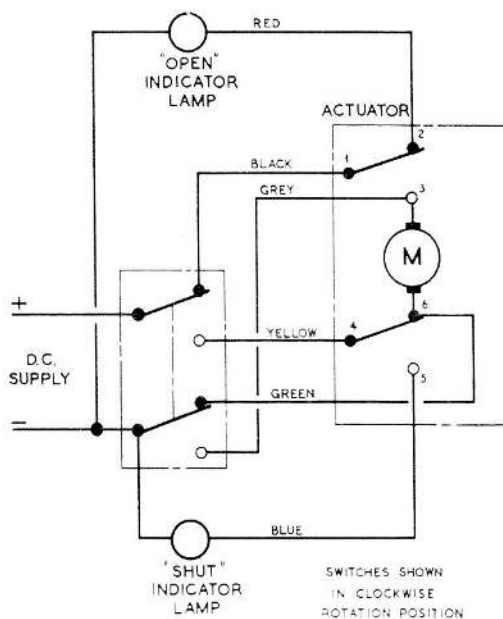 RED
"OPEN"
INDICATOR
LAMP
ACTUATOR
2
1
BLACK
GREY
3
M
+
6
4
YELLOW
D.C.
SUPPLY
5
GREEN
−
BLUE
"SHUT"
INDICATOR
LAMP
SWITCHES SHOWN
IN CLOCKWISE
ROTATION POSITION